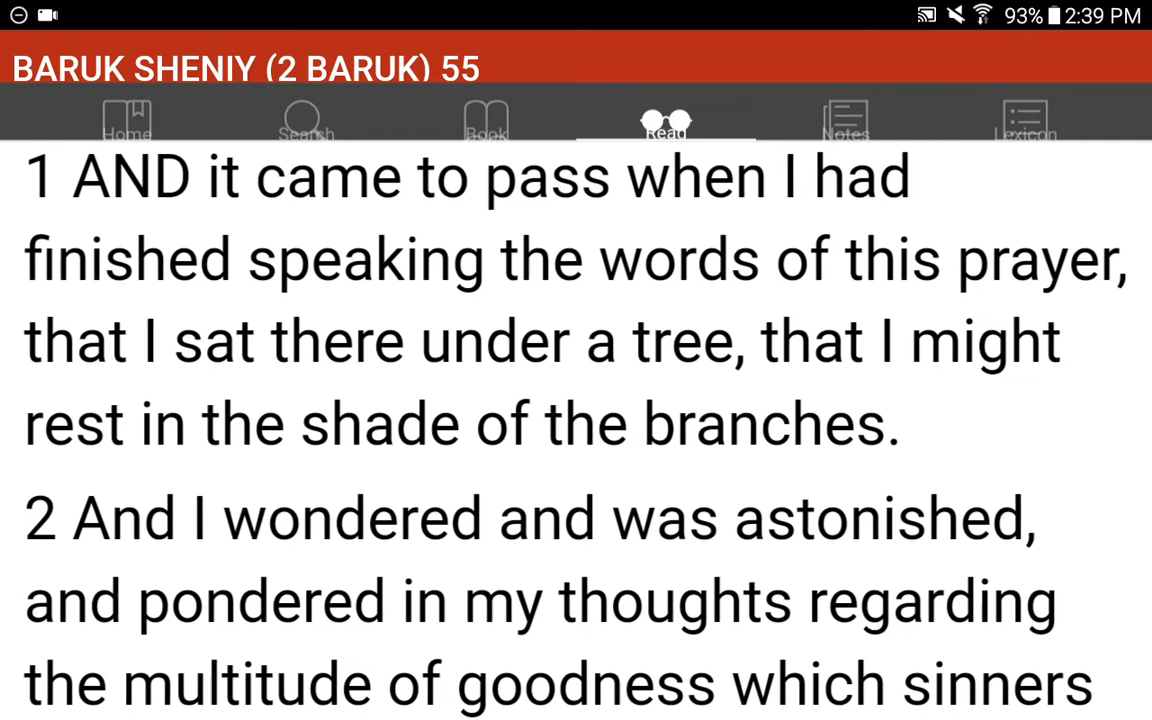 93% 2:39 PM
BARUK SHENIY (2 BARUK) 55
Home Search Book Read Notes Lexicon
1 AND it came to pass when I had
finished speaking the words of this prayer,
that I sat there under a tree, that I might
rest in the shade of the branches.
2 And I wondered and was astonished,
and pondered in my thoughts regarding
the multitude of goodness which sinners